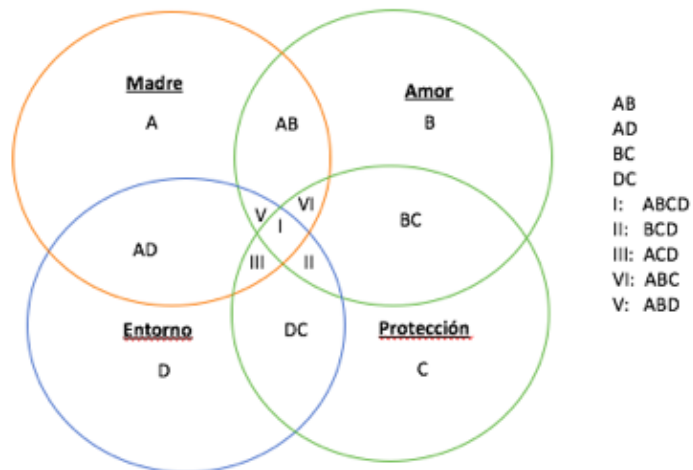 Madre
A
AB
Amor
B
V
VI
I
AD
III
II
BC
Entorno
D
DC
Protección
C
AB
AD
BC
DC
I: ABCD
II: BCD
III: ACD
VI: ABC
V: ABD